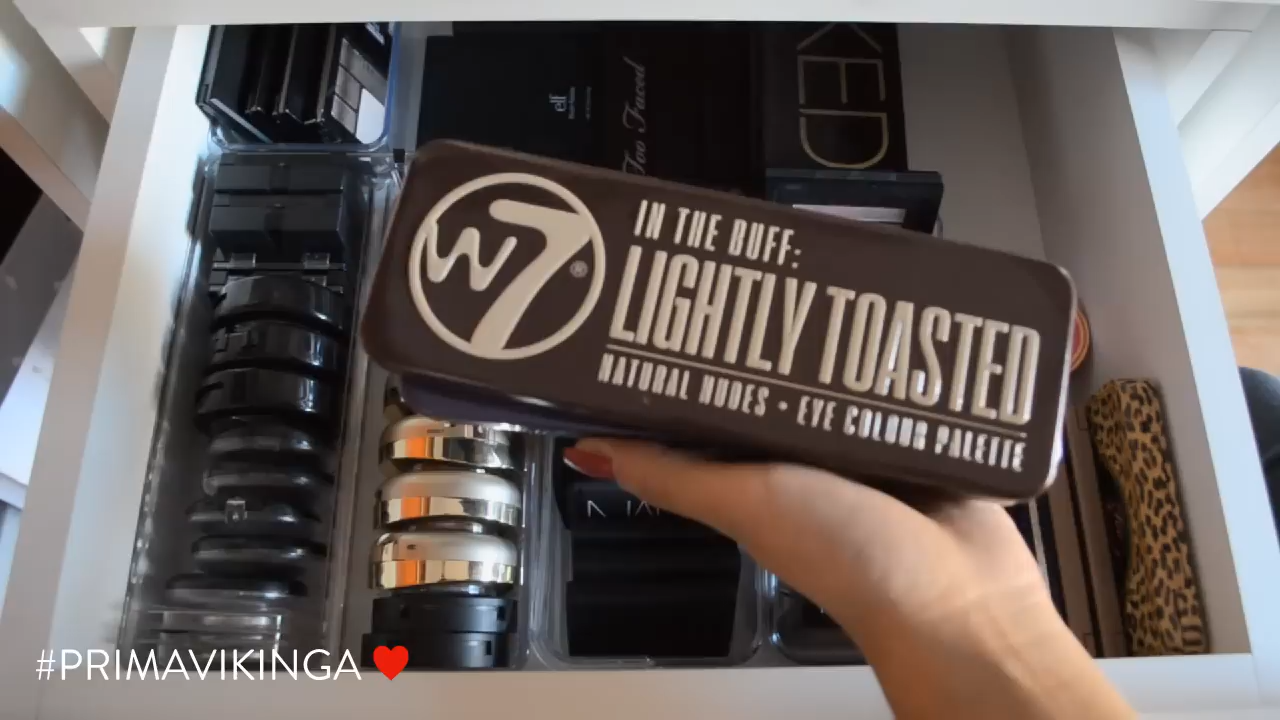 elf
Too Faced
KED
W7®
IN THE BUFF:
LIGHTLY TOASTED
NATURAL NUDES • EYE COLOUR PALETTE
#PRIMAVIKINGA ❤